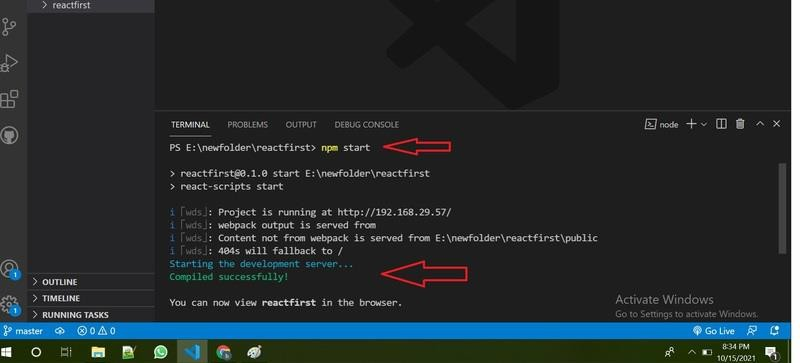 reactfirst
TERMINAL PROBLEMS OUTPUT DEBUG CONSOLE
node
PS E:\newfolder\reactfirst> npm start
> reactfirst@0.1.0 start E:\newfolder\reactfirst
> react-scripts start
i ｢wds｣: Project is running at http://192.168.29.57/
i ｢wds｣: webpack output is served from
i ｢wds｣: Content not from webpack is served from E:\newfolder\reactfirst\public
i ｢wds｣: 404s will fallback to /
Starting the development server...
Compiled successfully!
You can now view reactfirst in the browser.
1
1
OUTLINE
TIMELINE
RUNNING TASKS
Activate Windows
Go to Settings to activate Windows.
master 0 0 Go Live
8:34 PM
10/15/2021
1